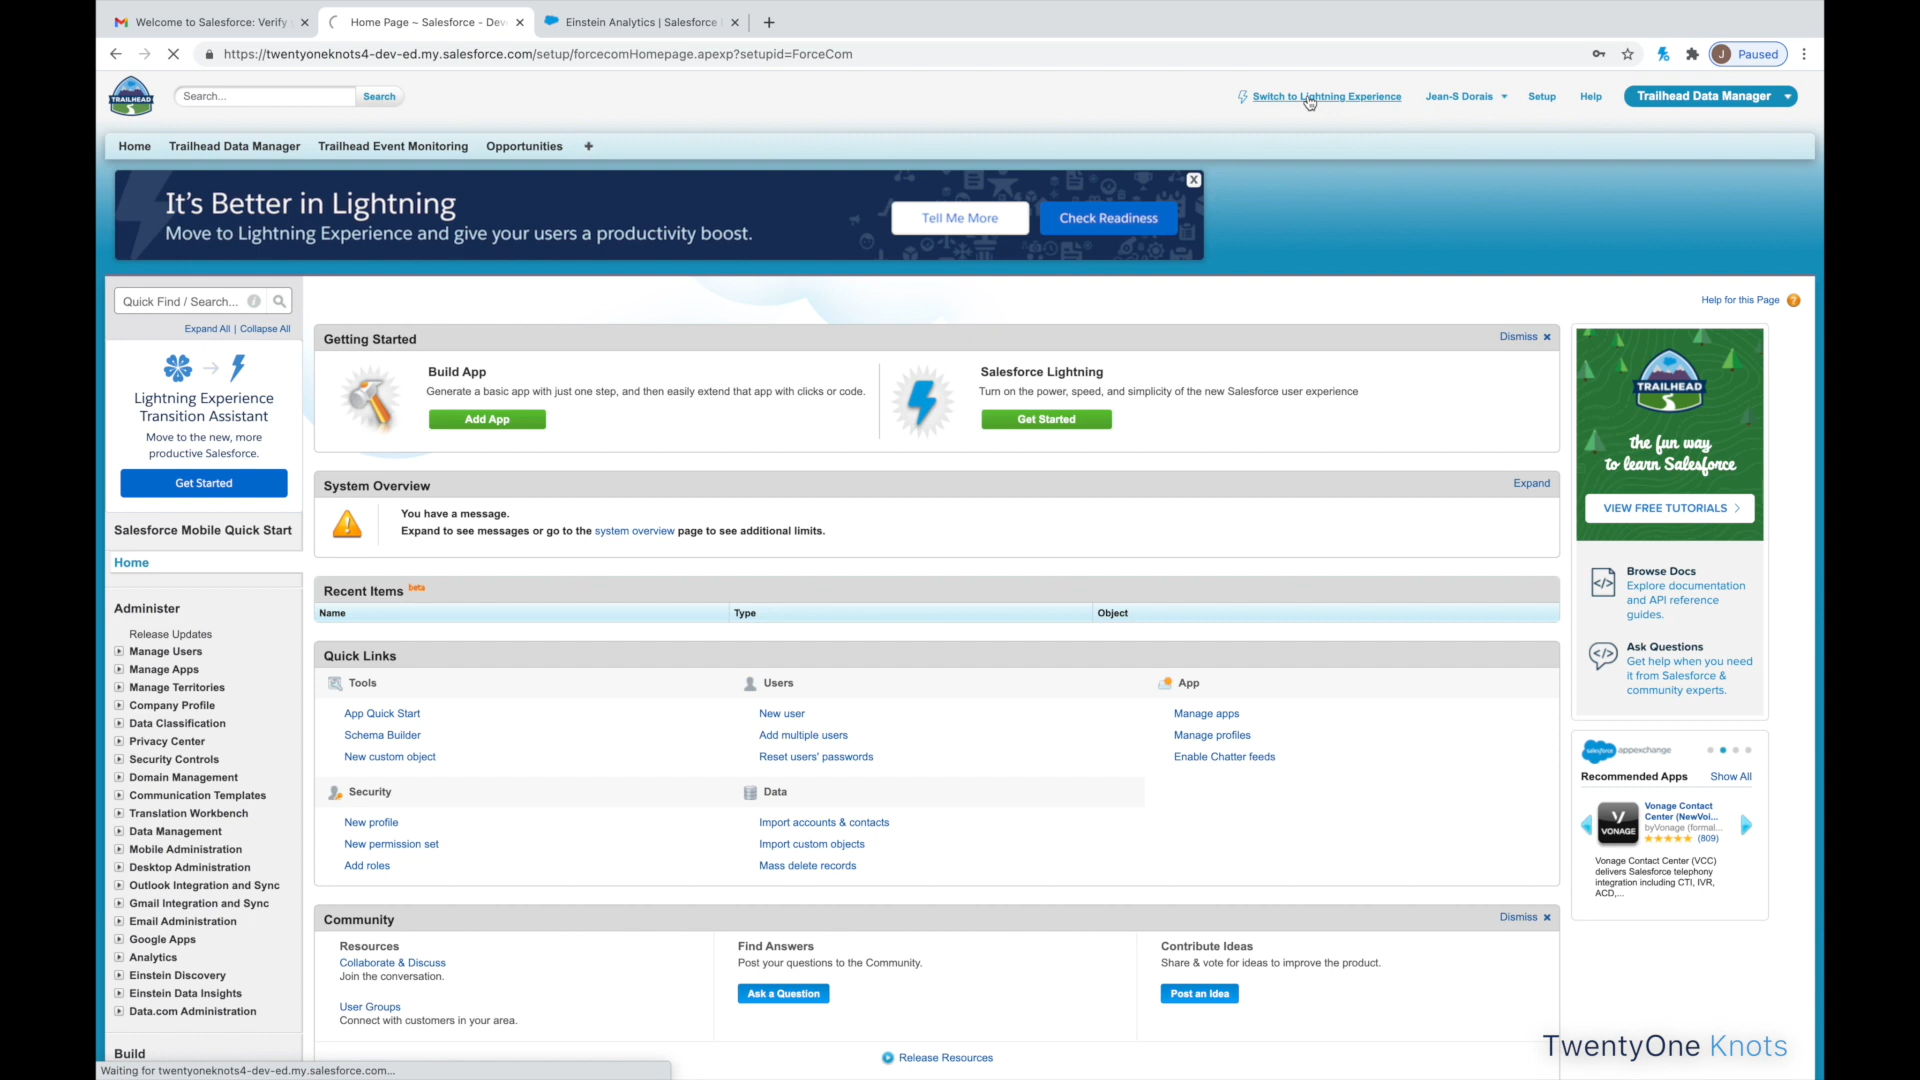 Welcome to Salesforce: Verify
Home Page ~ Salesforce - Dev
Einstein Analytics | Salesforce
https://twentyoneknots4-dev-ed.my.salesforce.com/setup/forcecomHomepage.apexp?setupid=ForceCom
J Paused
TRAILHEAD
Search...
Search
Switch to Lightning Experience
Jean-S Dorais
Setup
Help
Trailhead Data Manager
Home
Trailhead Data Manager
Trailhead Event Monitoring
Opportunities
It's Better in Lightning
Move to Lightning Experience and give your users a productivity boost.
Tell Me More
Check Readiness
X
Quick Find / Search...
Expand All | Collapse All
Lightning Experience
Transition Assistant
Move to the new, more
productive Salesforce.
Get Started
Salesforce Mobile Quick Start
Home
Administer
Release Updates
Manage Users
Manage Apps
Manage Territories
Company Profile
Data Classification
Privacy Center
Security Controls
Domain Management
Communication Templates
Translation Workbench
Data Management
Mobile Administration
Desktop Administration
Outlook Integration and Sync
Gmail Integration and Sync
Email Administration
Google Apps
Analytics
Einstein Discovery
Einstein Data Insights
Data.com Administration
Build
Help for this Page
Getting Started
Dismiss
Build App
Generate a basic app with just one step, and then easily extend that app with clicks or code.
Add App
Salesforce Lightning
Turn on the power, speed, and simplicity of the new Salesforce user experience
Get Started
System Overview
Expand
You have a message.
Expand to see messages or go to the system overview page to see additional limits.
Recent Items beta
Name
Type
Object
Quick Links
Tools
App Quick Start
Schema Builder
New custom object
Users
New user
Add multiple users
Reset users' passwords
App
Manage apps
Manage profiles
Enable Chatter feeds
Security
New profile
New permission set
Add roles
Data
Import accounts & contacts
Import custom objects
Mass delete records
Community
Dismiss
Resources
Collaborate & Discuss
Join the conversation.
User Groups
Connect with customers in your area.
Find Answers
Post your questions to the Community.
Ask a Question
Contribute Ideas
Share & vote for ideas to improve the product.
Post an Idea
Release Resources
TRAILHEAD
the fun way
to learn Salesforce
VIEW FREE TUTORIALS
Browse Docs
Explore documentation
and API reference
guides.
Ask Questions
Get help when you need
it from Salesforce &
community experts.
salesforce appexchange
Recommended Apps
Show All
VONAGE
Vonage Contact
Center (NewVoi...
byVonage (formal...
(809)
Vonage Contact Center (VCC)
delivers Salesforce telephony
integration including CTI, IVR,
ACD,...
TwentyOne Knots
Waiting for twentyoneknots4-dev-ed.my.salesforce.com...